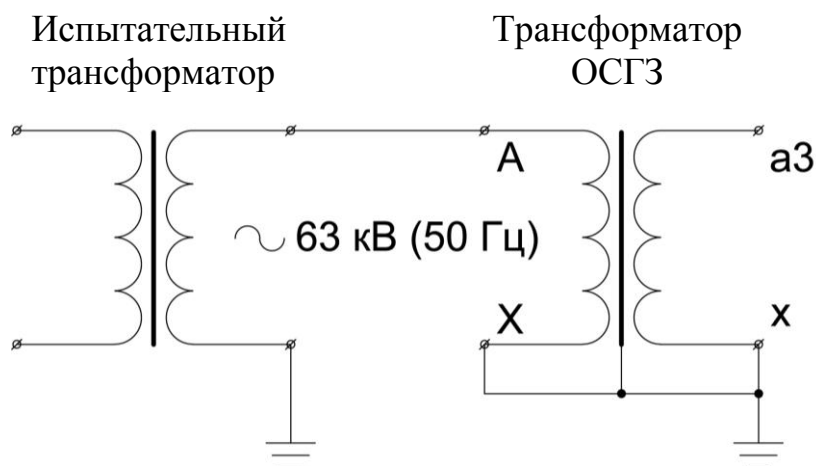 Испытательный
трансформатор
Трансформатор
ОСГЗ
А
а3
~ 63 кВ (50 Гц)
Х
х